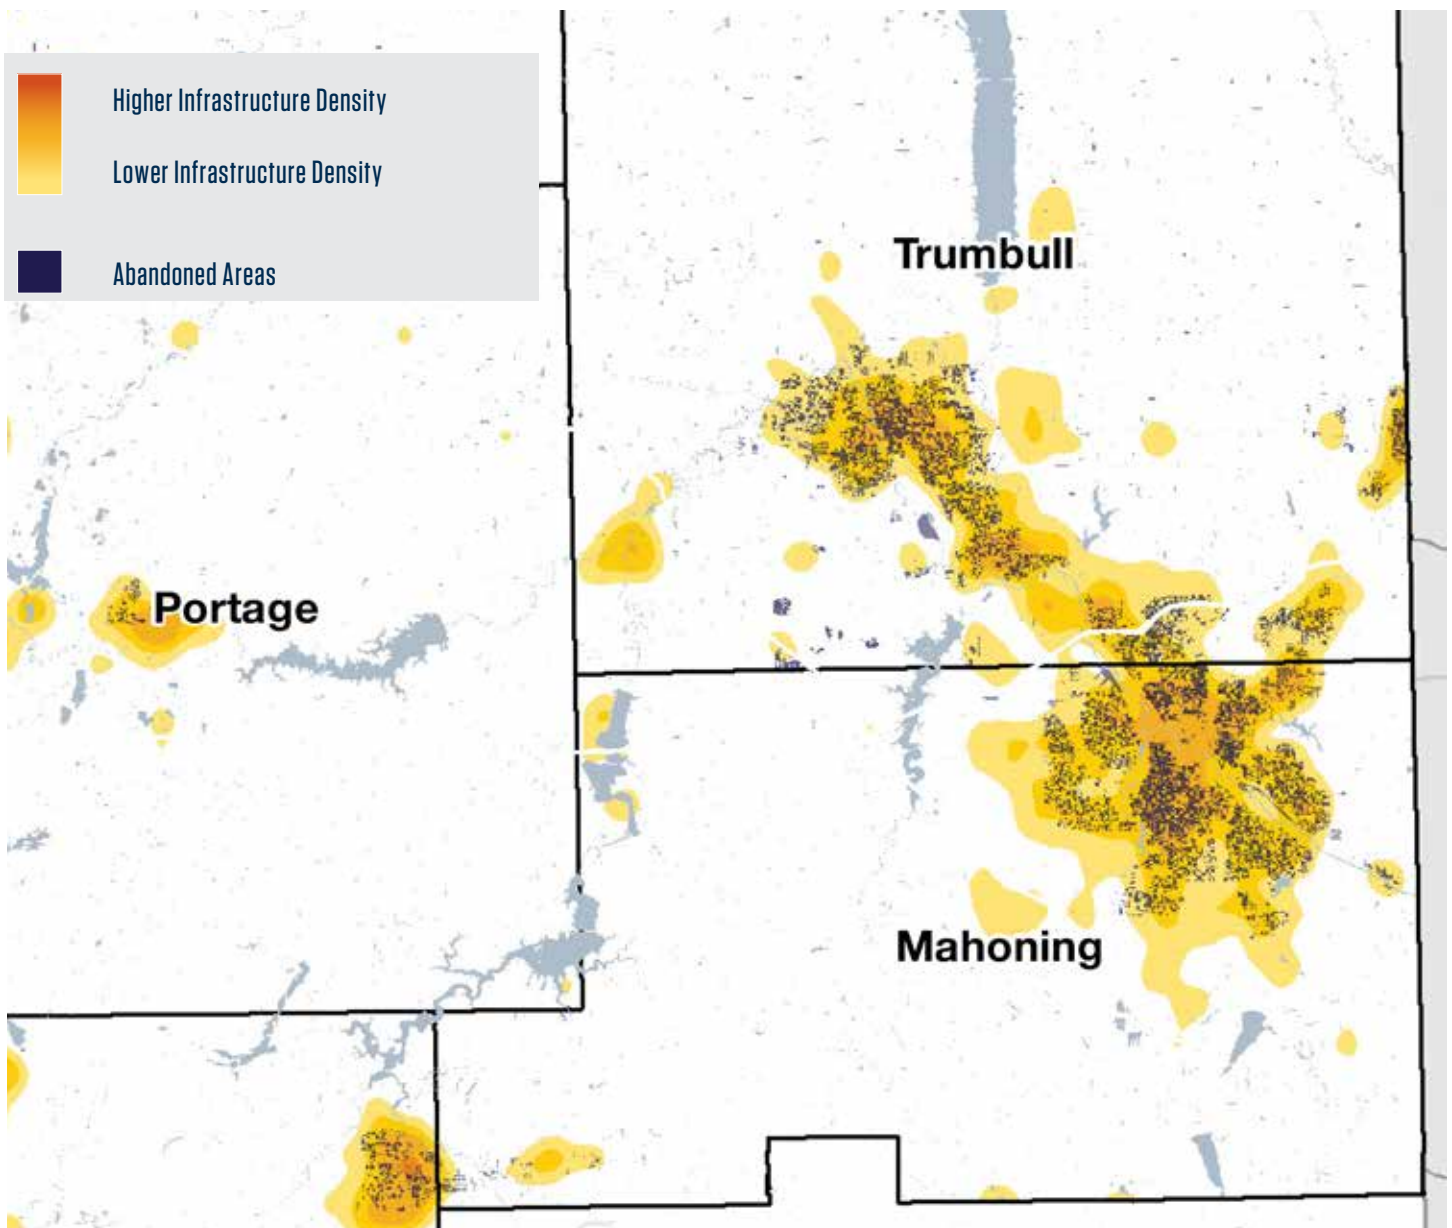 Higher Infrastructure Density
Lower Infrastructure Density
Abandoned Areas
Trumbull
Portage
Mahoning